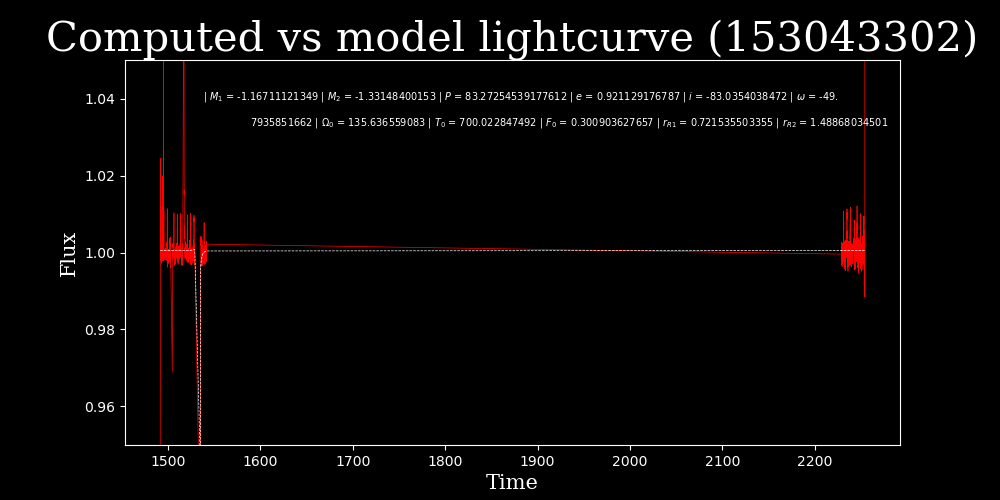 Computed vs model lightcurve (153043302)
| M₁ = -1.16711121349 | M₂ = -1.33148400153 | P = 83.27254539177612 | e = 0.921129176787 | i = -83.0354038472 | ω = -49.
7935851662 | Ω₀ = 135.636559083 | T₀ = 700.022847492 | F₀ = 0.300903627657 | r_R1 = 0.721535503355 | r_R2 = 1.48868034501
1.04
1.02
1.00
0.98
0.96
Flux
1500 1600 1700 1800 1900 2000 2100 2200
Time